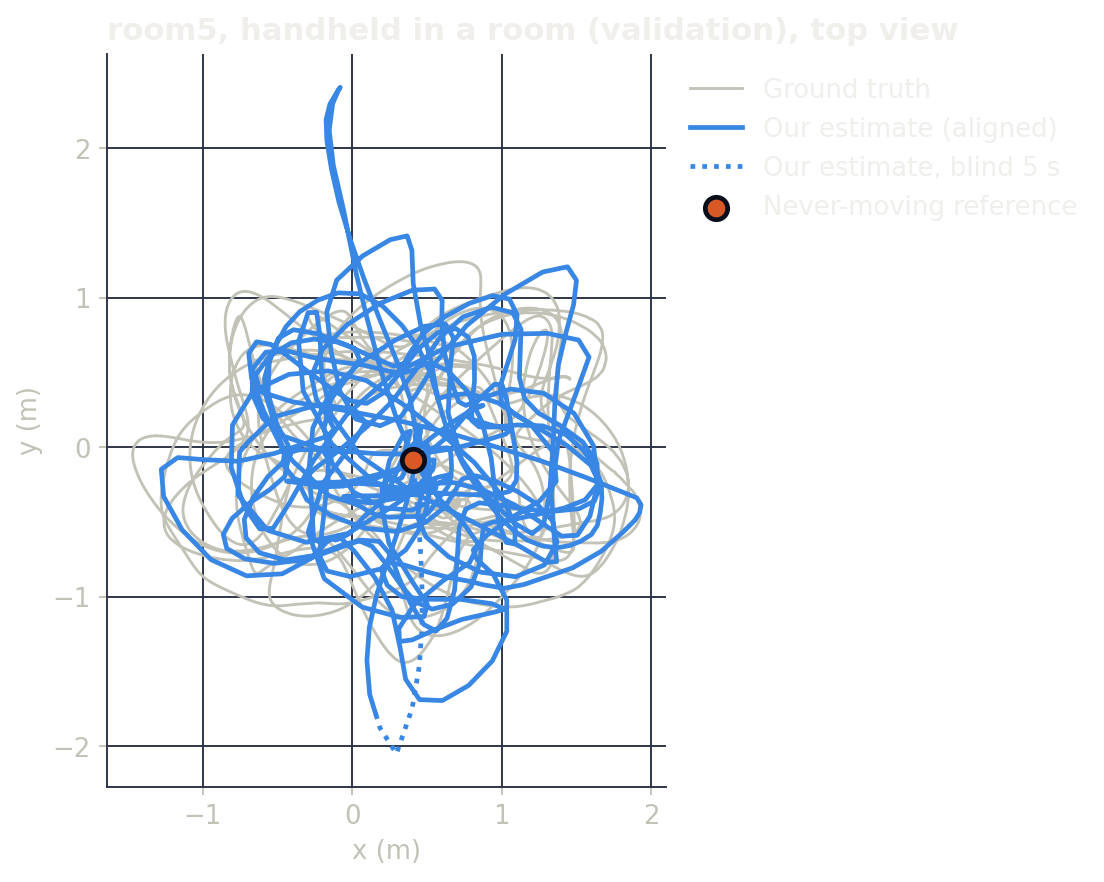 room5, handheld in a room (validation), top view
Ground truth
Our estimate (aligned)
Our estimate, blind 5 s
Never-moving reference
2
1
0
−1
−2
y (m)
−1 0 1 2
x (m)